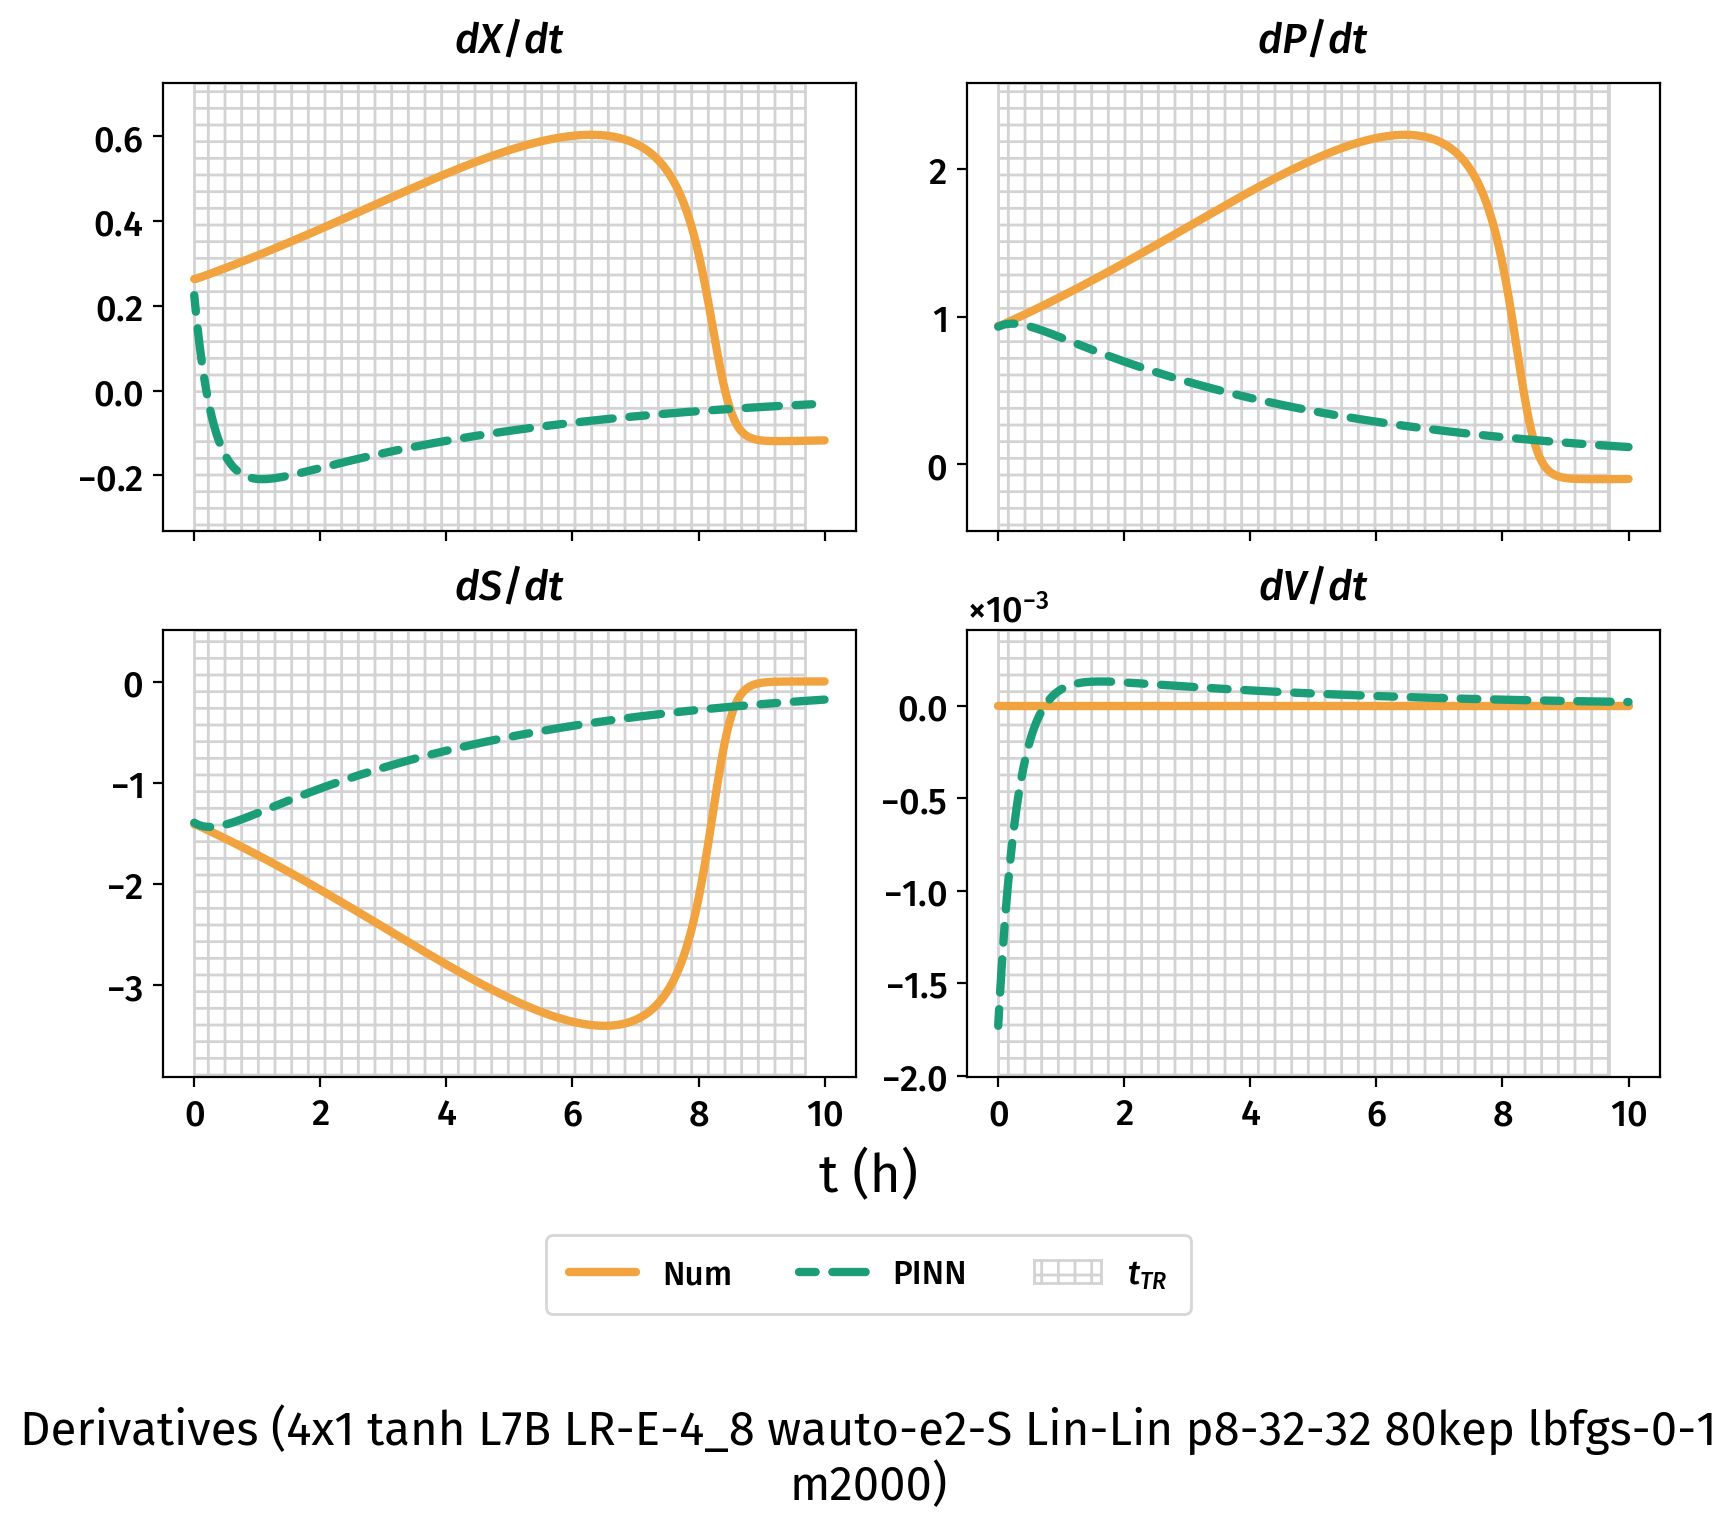 dX/dt
dP/dt
0.6
0.4
0.2
0.0
−0.2
2
1
0
dS/dt
dV/dt
×10⁻³
0
−1
−2
−3
0.0
−0.5
−1.0
−1.5
−2.0
0 2 4 6 8 10
0 2 4 6 8 10
t (h)
Num PINN t_TR
Derivatives (4x1 tanh L7B LR-E-4_8 wauto-e2-S Lin-Lin p8-32-32 80kep lbfgs-0-1
m2000)